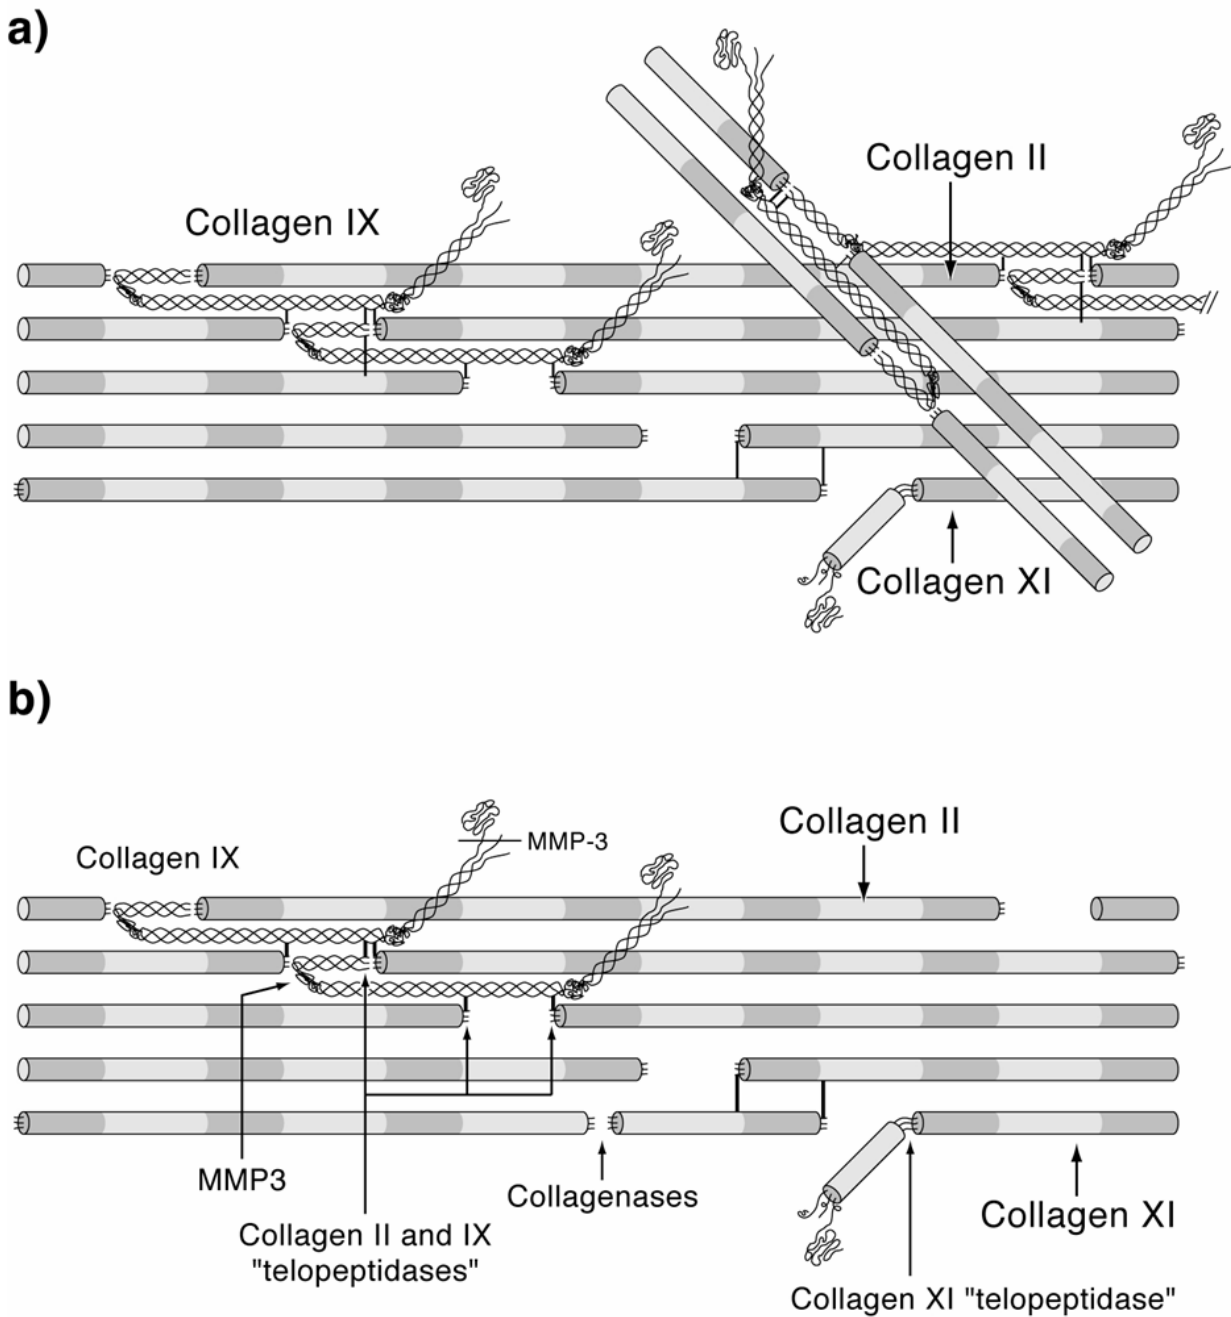 a)
Collagen II
Collagen IX
Collagen XI
b)
Collagen II
MMP-3
Collagen IX
MMP3
Collagenases
Collagen XI
Collagen II and IX
"telopeptidases"
Collagen XI "telopeptidase"